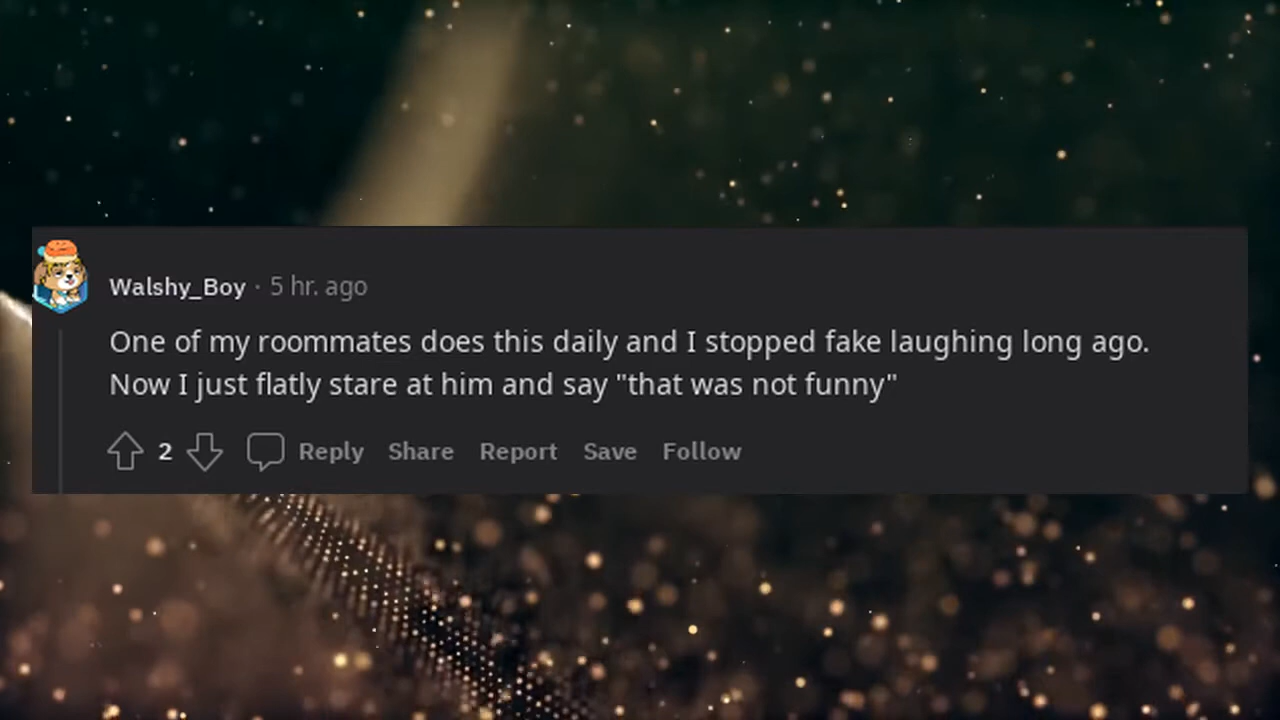 Walshy_Boy · 5 hr. ago
One of my roommates does this daily and I stopped fake laughing long ago.
Now I just flatly stare at him and say "that was not funny"
2 Reply Share Report Save Follow